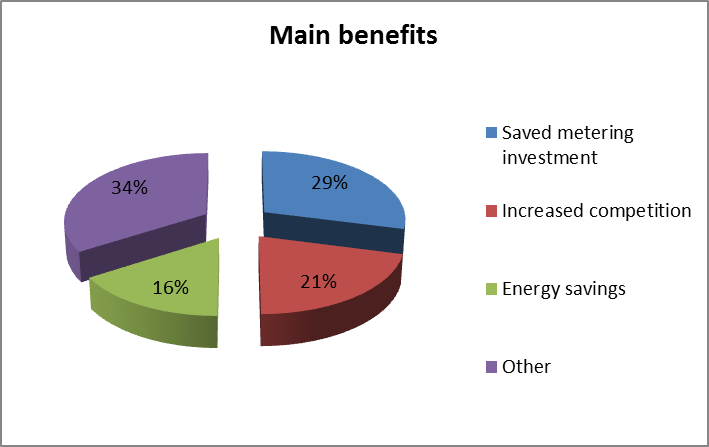 Main benefits
34%
29%
16%
21%
Saved metering
investment
Increased competition
Energy savings
Other